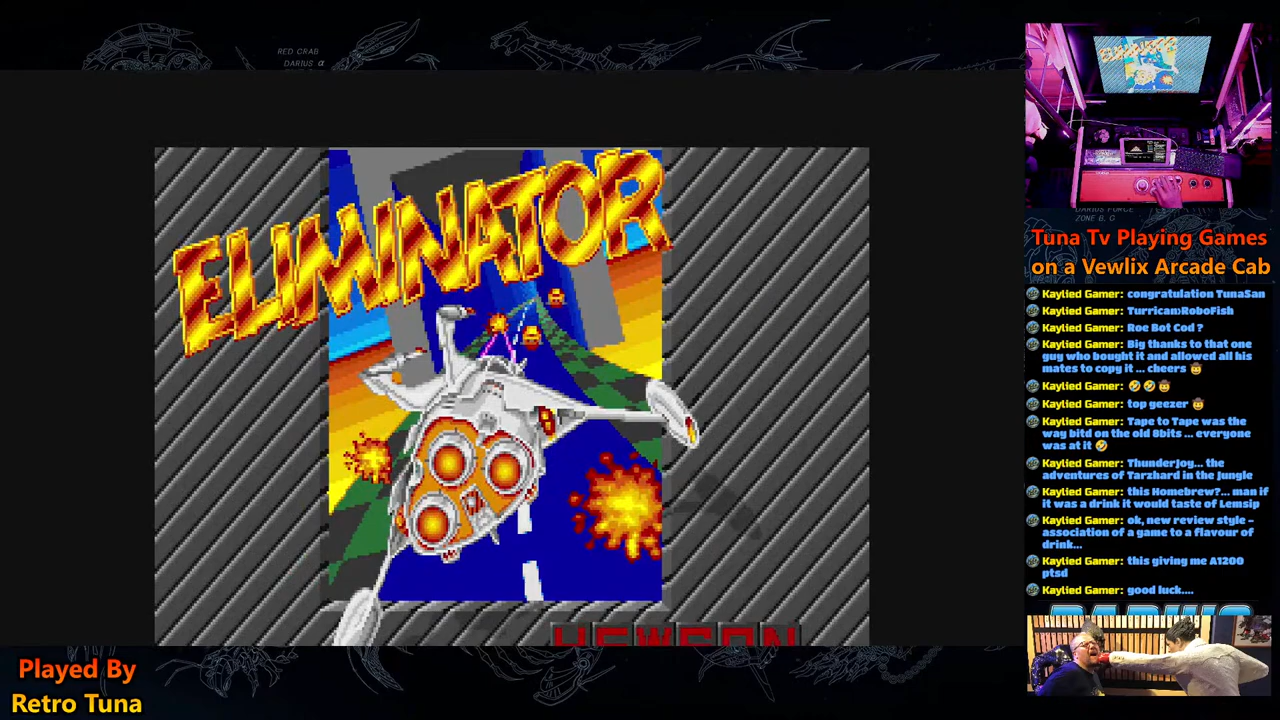 RED CRAB
DARIUS α
ELIMINATOR
HEWSON
Played By
Retro Tuna
ZONE B. C
Tuna Tv Playing Games
on a Vewlix Arcade Cab
Kaylied Gamer: congratulation TunaSan
Kaylied Gamer: Turrican>RoboFish
Kaylied Gamer: Roe Bot Cod ?
Kaylied Gamer: Big thanks to that one
guy who bought it and allowed all his
mates to copy it ... cheers 🤠
Kaylied Gamer: 🤣🤣🤠
Kaylied Gamer: top geezer 🤠
Kaylied Gamer: Tape to Tape was the
way bitd on the old 8bits ... everyone
was at it 🤣
Kaylied Gamer: ThunderJoy... the
adventures of Tarzhard in the Jungle
Kaylied Gamer: this Homebrew?... man if
it was a drink it would taste of Lemsip
Kaylied Gamer: ok, new review style -
association of a game to a flavour of
drink...
Kaylied Gamer: this giving me A1200
ptsd
Kaylied Gamer: good luck....
DARIUS